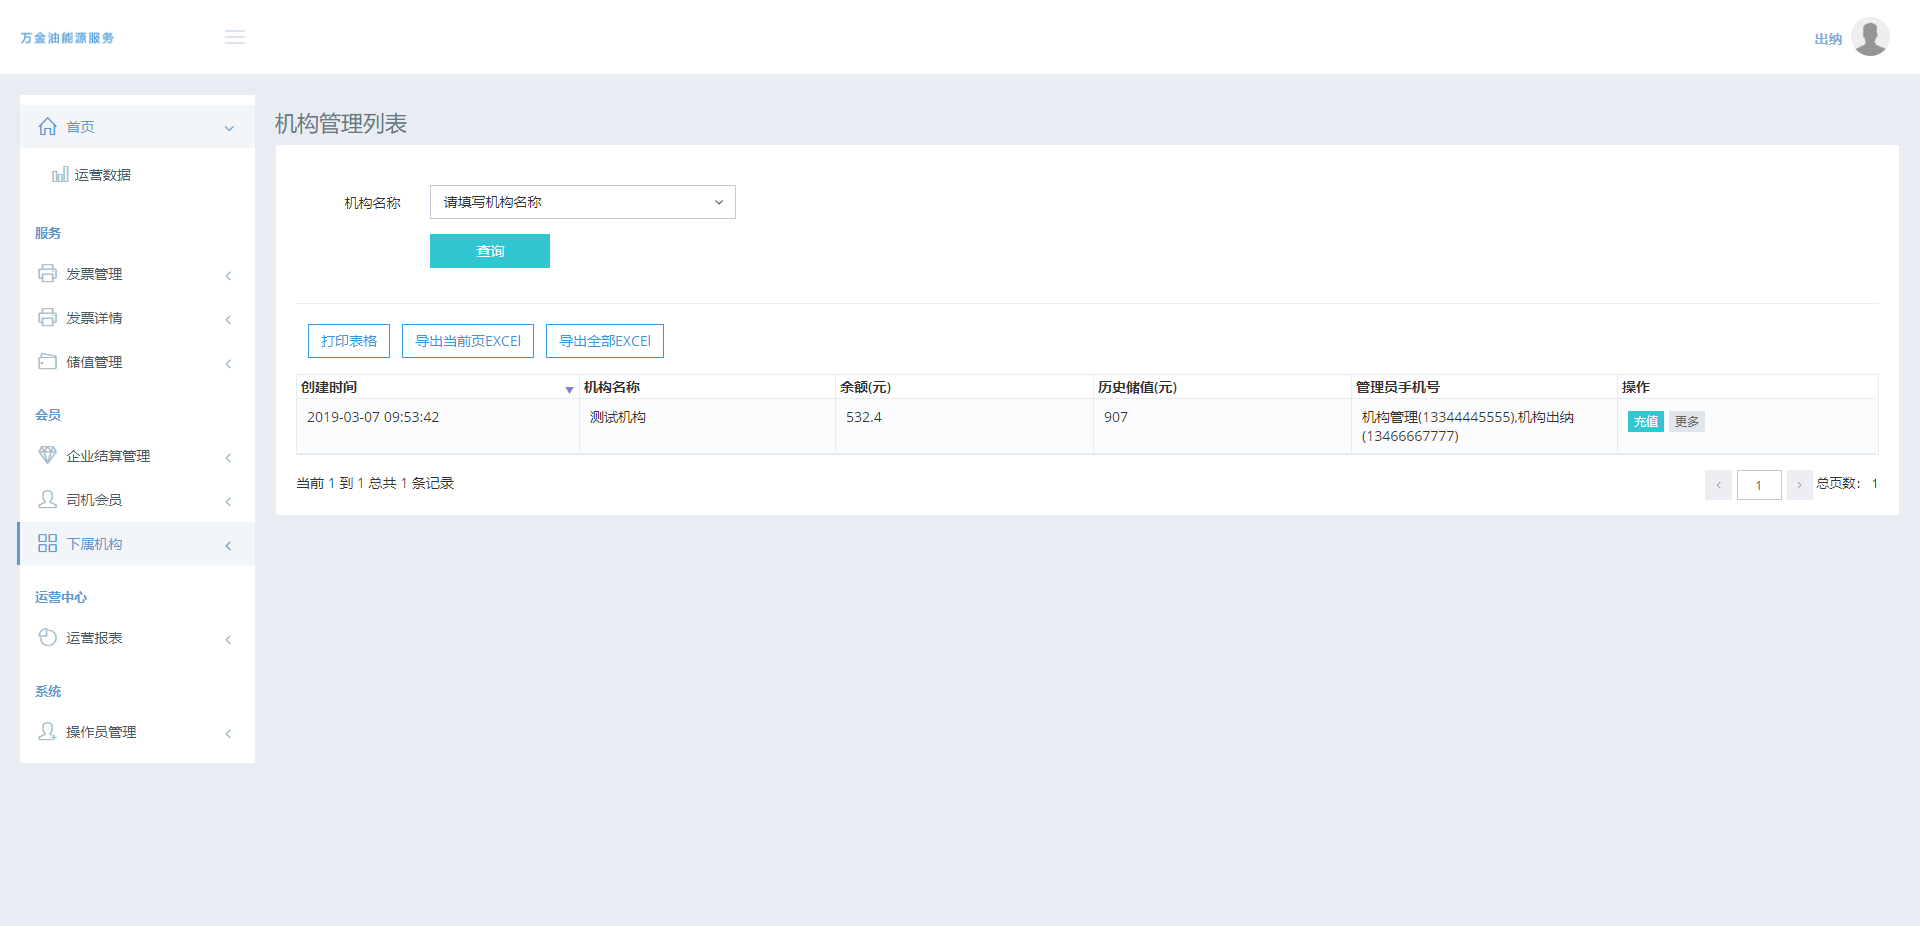 万金油能源服务
出纳
首页
运营数据
服务
发票管理
发票详情
储值管理
会员
企业结算管理
司机会员
下属机构
运营中心
运营报表
系统
操作员管理
机构管理列表
机构名称 请填写机构名称
查询
打印表格 导出当前页EXCEl 导出全部EXCEl
创建时间 机构名称 余额(元) 历史储值(元) 管理员手机号 操作
2019-03-07 09:53:42 测试机构 532.4 907 机构管理(13344445555),机构出纳 充值 更多
(13466667777)
当前 1 到 1 总共 1 条记录 1 总页数： 1